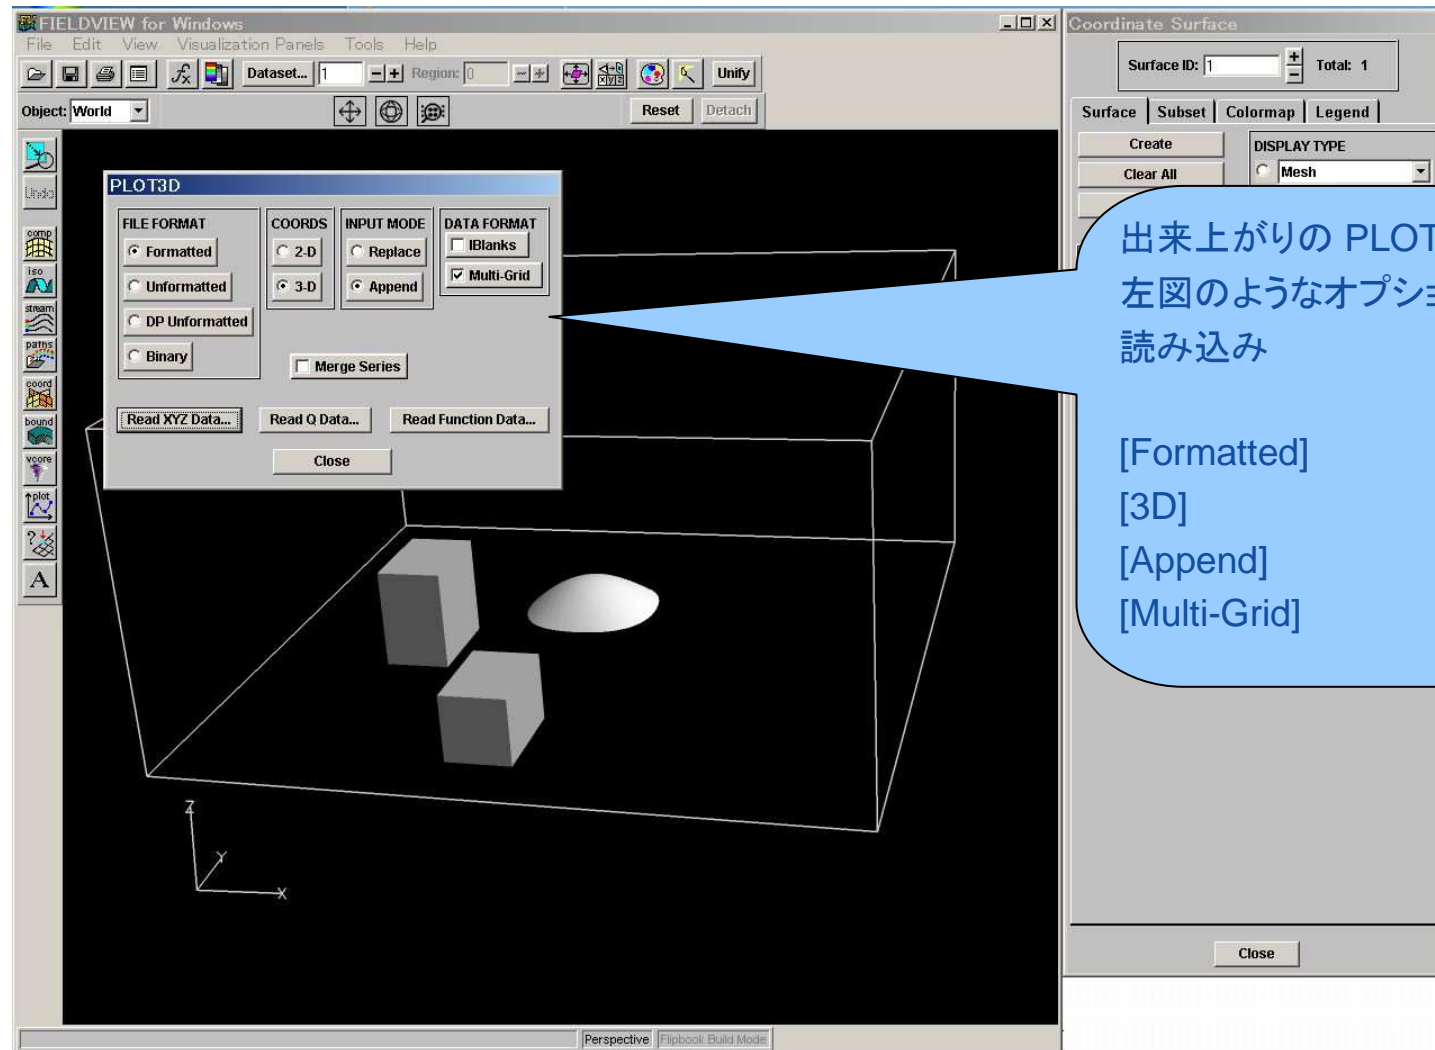 FIELDVIEW for Windows
File Edit View Visualization Panels Tools Help
Dataset... 1 Region: 0 Unify
Object: World Reset Detach
Undo
comp
iso
stream
paths
coord
bound
vcore
plot
A
PLOT3D
FILE FORMAT COORDS INPUT MODE DATA FORMAT
Formatted 2-D Replace IBlanks
Unformatted 3-D Append Multi-Grid
DP Unformatted
Binary Merge Series
Read XYZ Data... Read Q Data... Read Function Data...
Close
Z
Y
X
Perspective Flipbook Build Mode
Coordinate Surface
Surface ID: 1 Total: 1
Surface Subset Colormap Legend
Create DISPLAY TYPE
Clear All Mesh
出来上がりの PLOT
左図のようなオプショ
読み込み
[Formatted]
[3D]
[Append]
[Multi-Grid]
Close